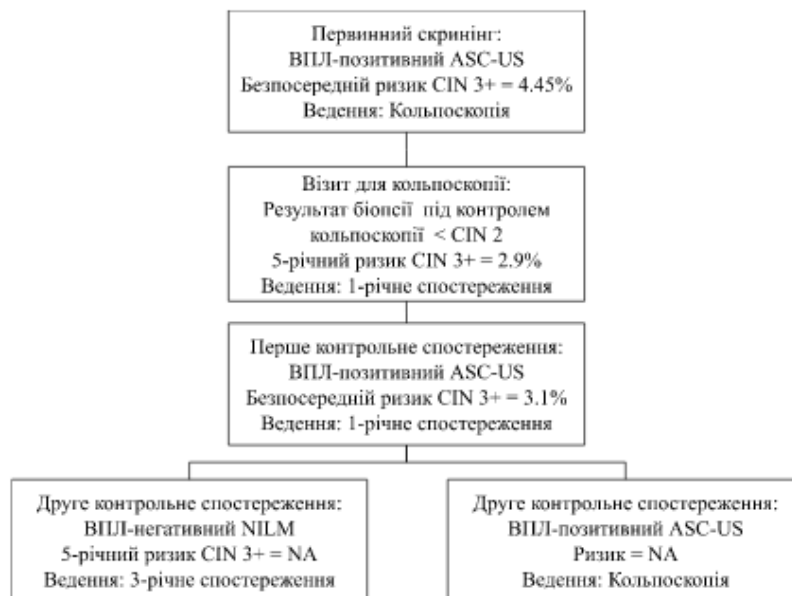 Первинний скринінг:
ВПЛ-позитивний ASC-US
Безпосередній ризик CIN 3+ = 4.45%
Ведення: Кольпоскопія
Візит для кольпоскопії:
Результат біопсії під контролем
кольпоскопії < CIN 2
5-річний ризик CIN 3+ = 2.9%
Ведення: 1-річне спостереження
Перше контрольне спостереження:
ВПЛ-позитивний ASC-US
Безпосередній ризик CIN 3+ = 3.1%
Ведення: 1-річне спостереження
Друге контрольне спостереження:
ВПЛ-негативний NILM
5-річний ризик CIN 3+ = NA
Ведення: 3-річне спостереження
Друге контрольне спостереження:
ВПЛ-позитивний ASC-US
Ризик = NA
Ведення: Кольпоскопія